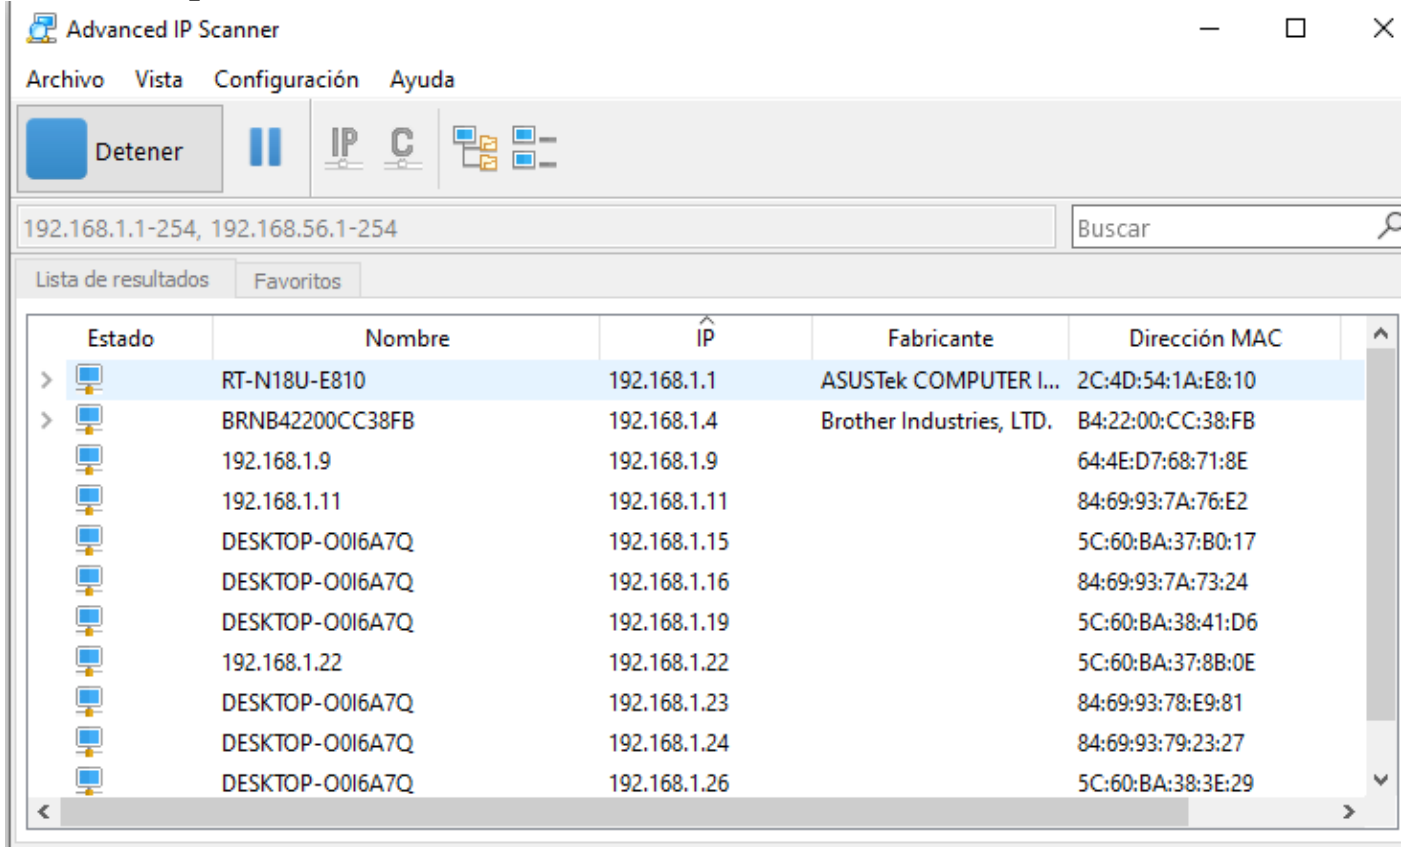 Advanced IP Scanner
Archivo Vista Configuración Ayuda
Detener IP C
192.168.1.1-254, 192.168.56.1-254 Buscar
Lista de resultados Favoritos
Estado Nombre IP Fabricante Dirección MAC
RT-N18U-E810 192.168.1.1 ASUSTek COMPUTER I... 2C:4D:54:1A:E8:10
BRNB42200CC38FB 192.168.1.4 Brother Industries, LTD. B4:22:00:CC:38:FB
192.168.1.9 192.168.1.9 64:4E:D7:68:71:8E
192.168.1.11 192.168.1.11 84:69:93:7A:76:E2
DESKTOP-O0I6A7Q 192.168.1.15 5C:60:BA:37:B0:17
DESKTOP-O0I6A7Q 192.168.1.16 84:69:93:7A:73:24
DESKTOP-O0I6A7Q 192.168.1.19 5C:60:BA:38:41:D6
192.168.1.22 192.168.1.22 5C:60:BA:37:8B:0E
DESKTOP-O0I6A7Q 192.168.1.23 84:69:93:78:E9:81
DESKTOP-O0I6A7Q 192.168.1.24 84:69:93:79:23:27
DESKTOP-O0I6A7Q 192.168.1.26 5C:60:BA:38:3E:29